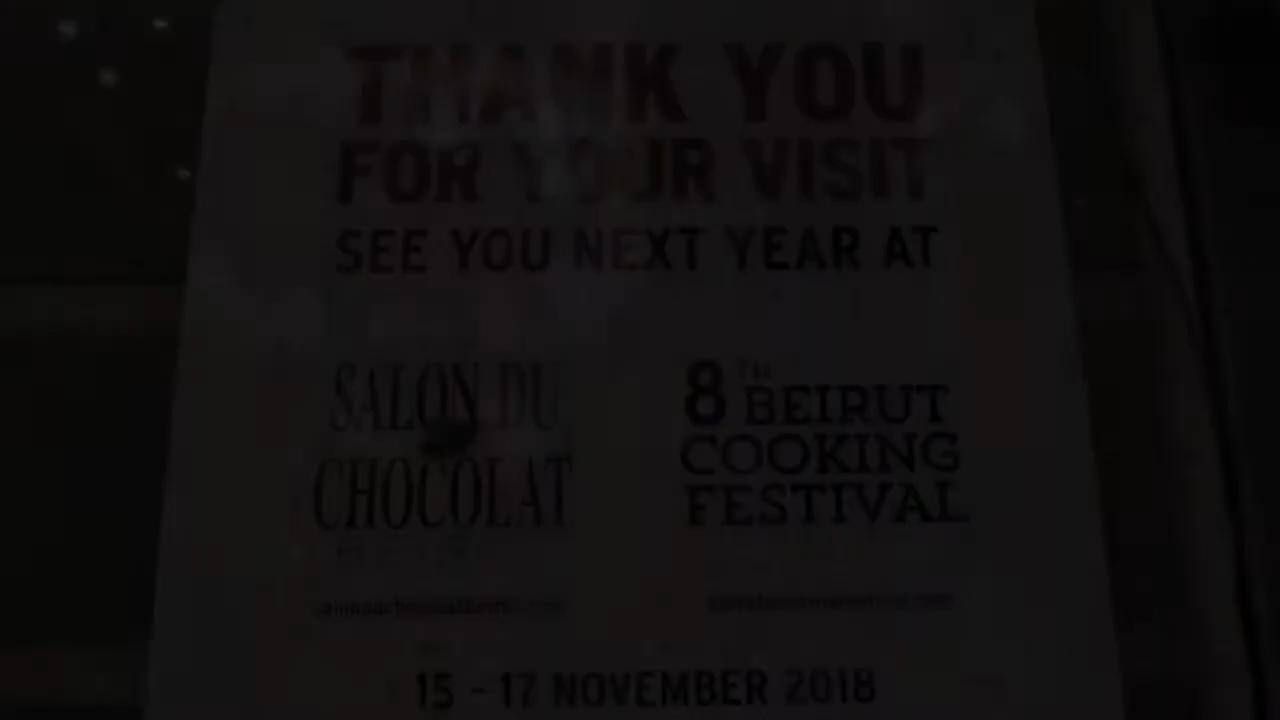 THANK YOU
FOR YOUR VISIT
SEE YOU NEXT YEAR AT
SALON DU
CHOCOLAT
8THE BEIRUT
COOKING
FESTIVAL
15 - 17 NOVEMBER 2018